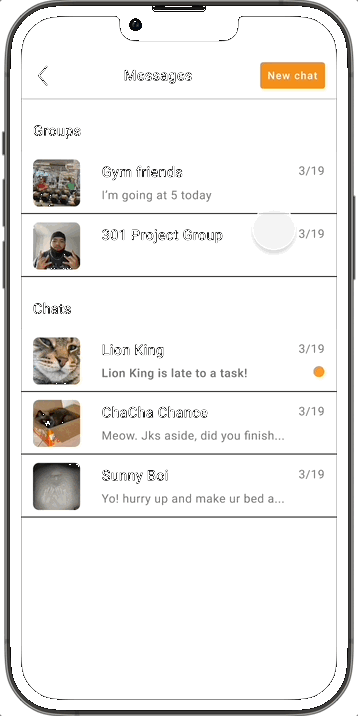 Messages
New chat
Groups
Gym friends
3/19
I'm going at 5 today
301 Project Group
3/19
Chats
Lion King
3/19
Lion King is late to a task!
ChaCha Chance
3/19
Meow. Jks aside, did you finish...
Sunny Boi
3/19
Yo! hurry up and make ur bed a...